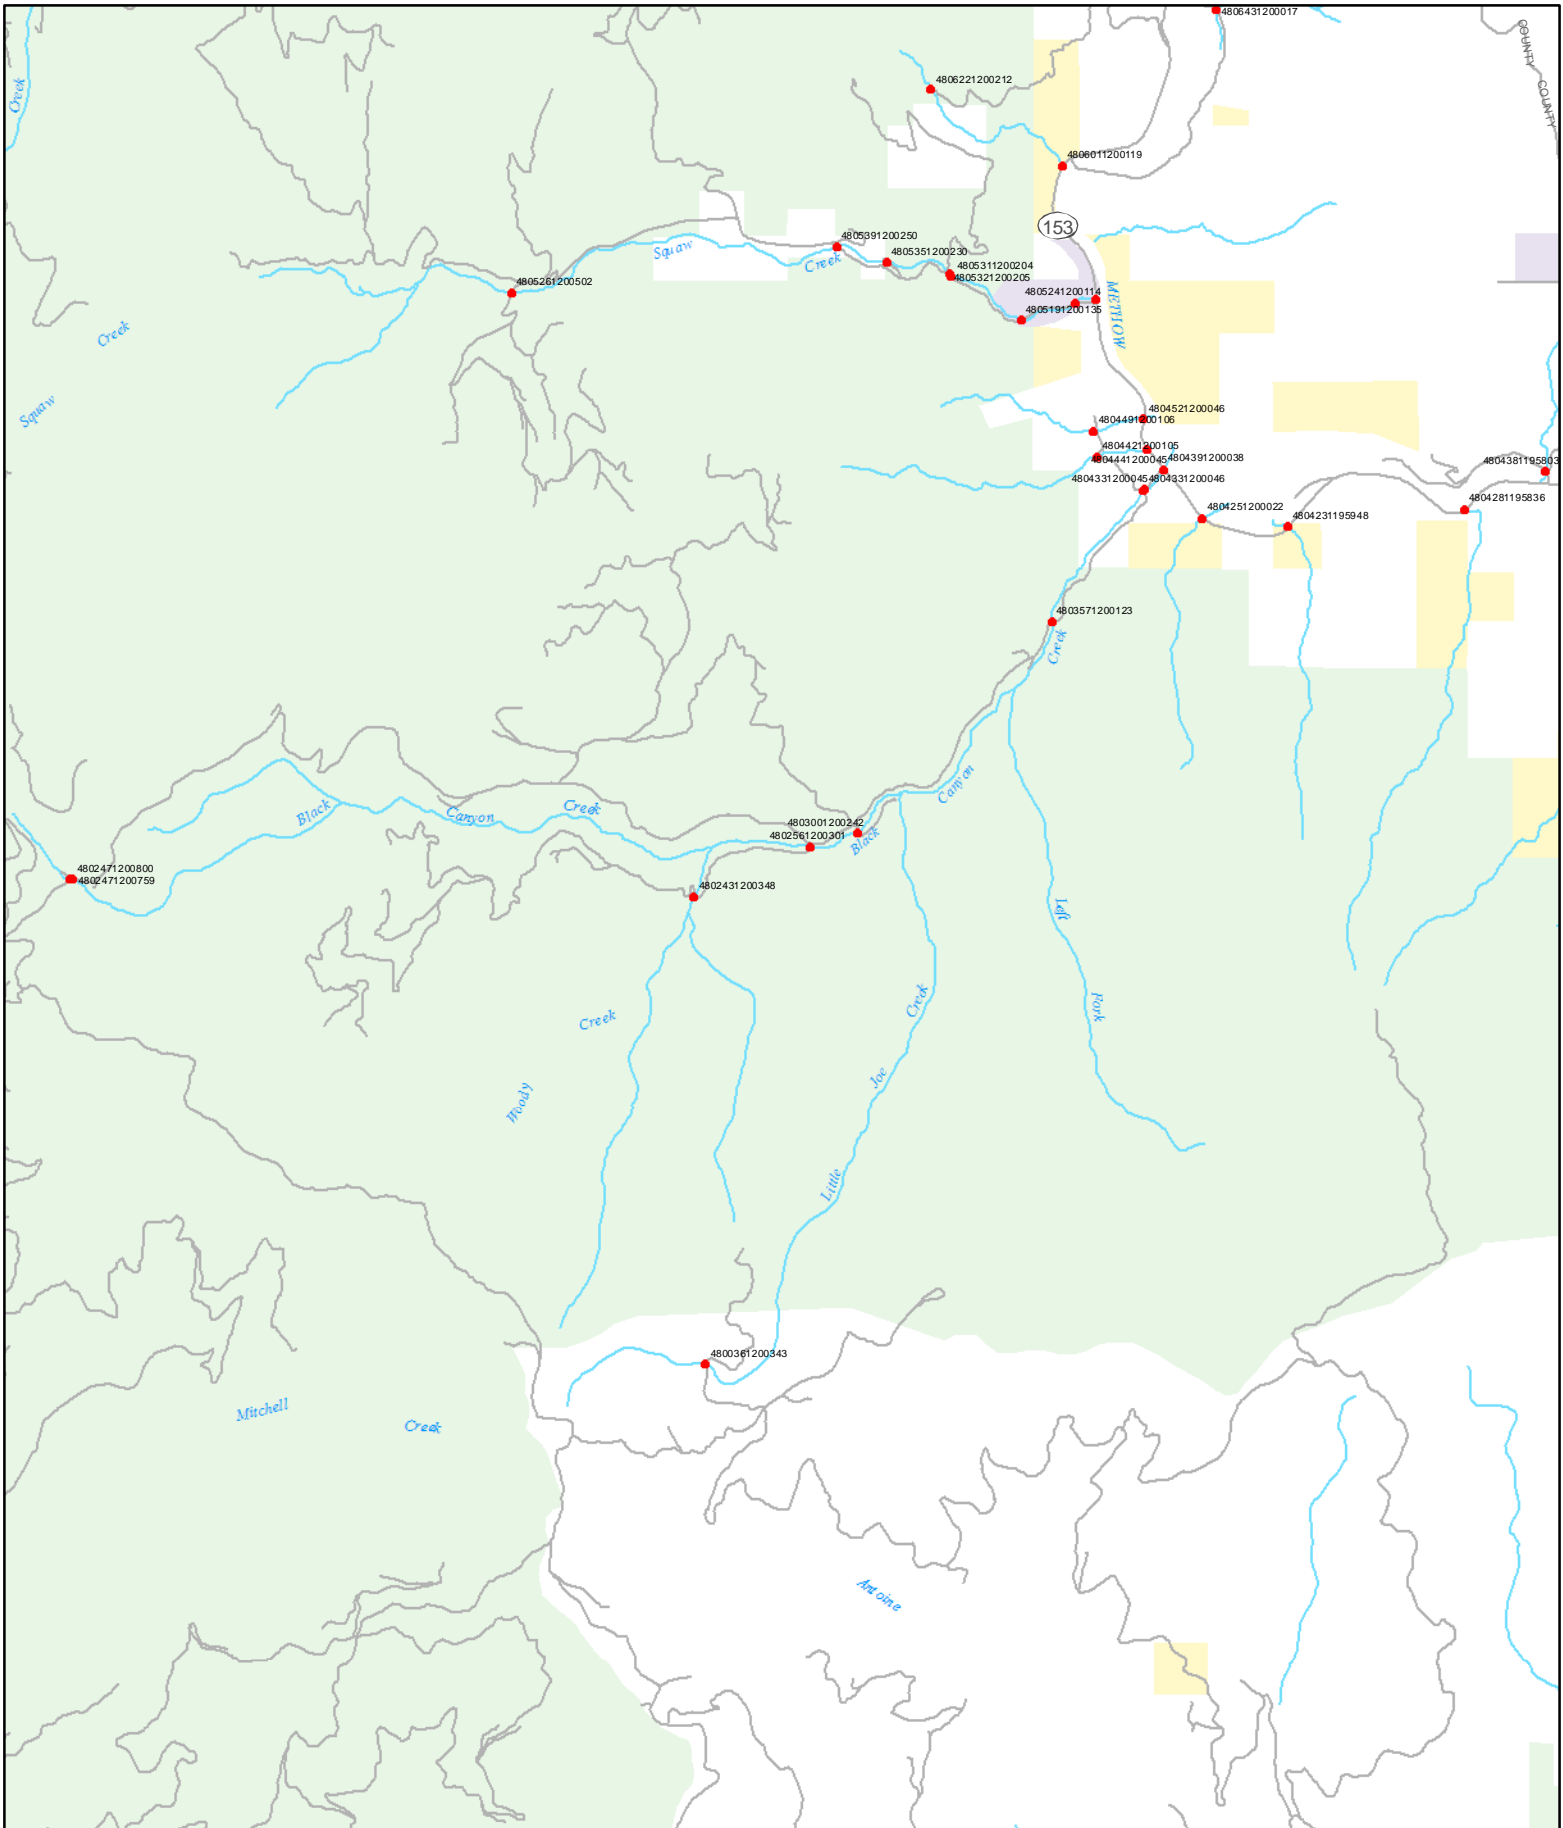 4806431200017
COUNTY
COUNTY
Creek
4806221200212
4806011200119
153
4805391200250
Squaw
Creek
4805351200230
4805311200204
4805321200205
4805261200502
4805241200114
4805191200135
METHOW
Creek
Squaw
4804521200046
4804491200106
4804421200105
4804441200045
4804391200038
4804381195803
4804331200045
4804331200046
4804281195836
4804251200022
4804231195948
4803571200123
Creek
Canyon
Black
Canyon
Creek
4803001200242
4802561200301
Black
4802471200800
4802471200759
4802431200348
Left
Creek
Fork
Creek
Joe
Woody
Little
4800361200343
Mitchell
Creek
Antoine